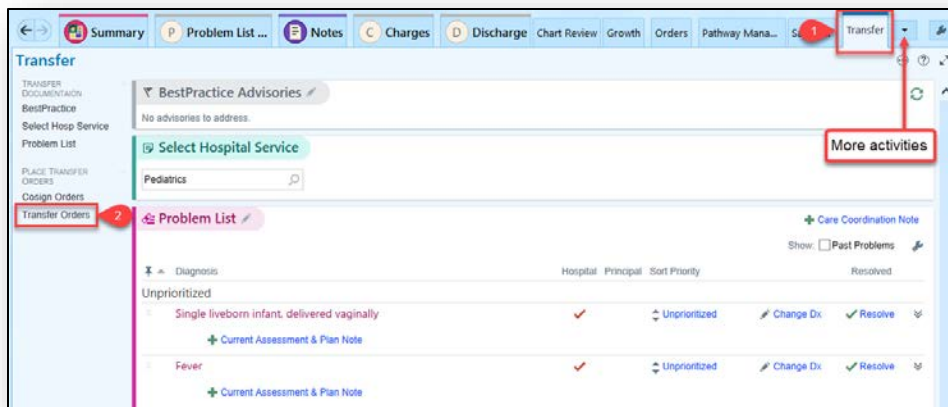 Summary P Problem List ... Notes C Charges D Discharge Chart Review Growth Orders Pathway Mana... 1 Transfer
Transfer
More activities
TRANSFER
DOCUMENTAION
BestPractice
Select Hosp Service
Problem List
PLACE TRANSFER
ORDERS
Cosign Orders
Transfer Orders 2
BestPractice Advisories
No advisories to address.
Select Hospital Service
Pediatrics
Problem List
Care Coordination Note
Show: Past Problems
Diagnosis Hospital Principal Sort Priority Resolved
Unprioritized
Single liveborn infant, delivered vaginally Unprioritized Change Dx Resolve
Current Assessment & Plan Note
Fever Unprioritized Change Dx Resolve
Current Assessment & Plan Note